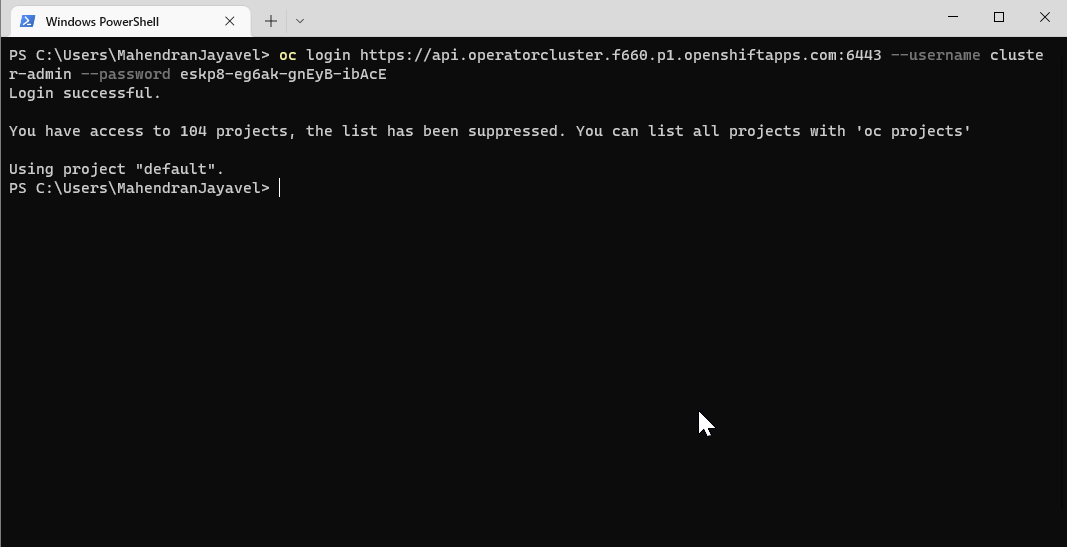 Windows PowerShell
PS C:\Users\MahendranJayavel> oc login https://api.operatorcluster.f660.p1.openshiftapps.com:6443 --username cluste
r-admin --password eskp8-eg6ak-gnEyB-ibAcE
Login successful.
You have access to 104 projects, the list has been suppressed. You can list all projects with 'oc projects'
Using project "default".
PS C:\Users\MahendranJayavel>